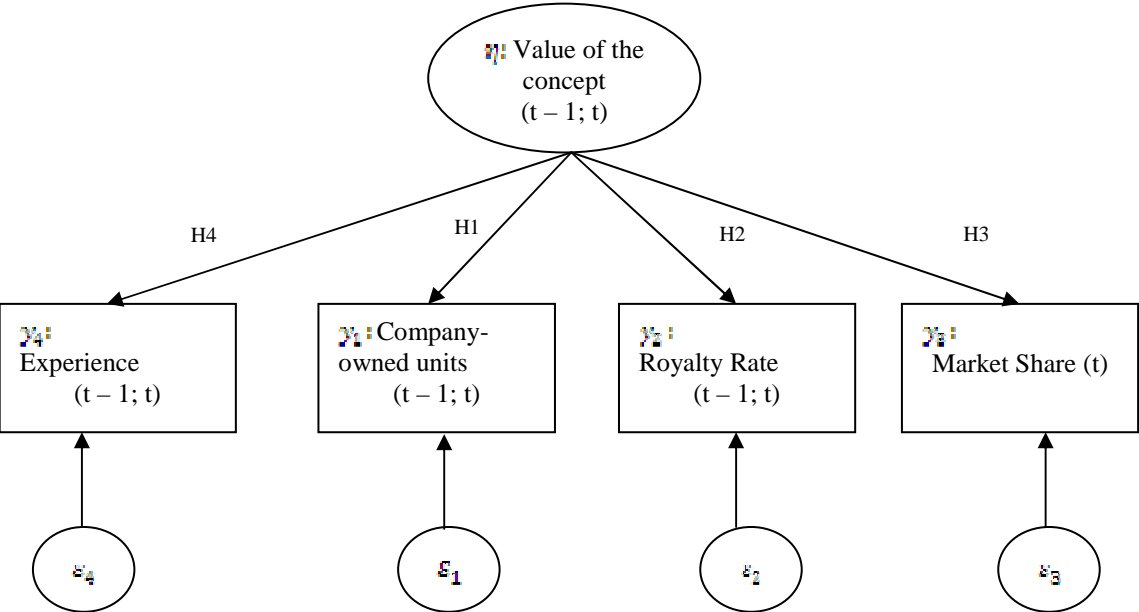 η: Value of the
concept
(t – 1; t)
H4
H1
H2
H3
y₄:
Experience
(t – 1; t)
y₁: Company-
owned units
(t – 1; t)
y₂:
Royalty Rate
(t – 1; t)
y₃:
Market Share (t)
ε₄
ε₁
ε₂
ε₃